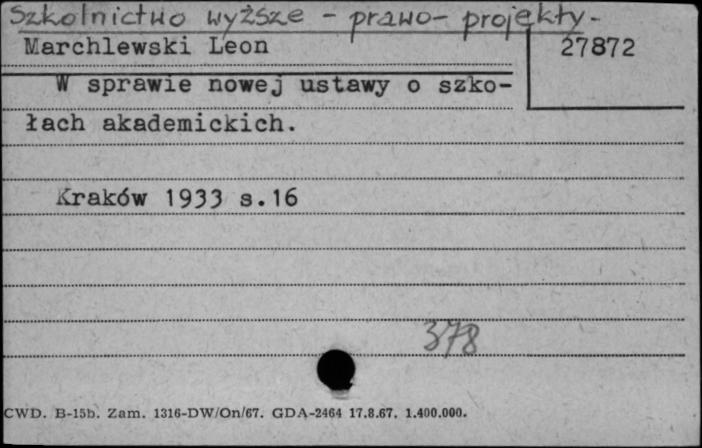 Szkolnictwo wyższe - prawo - projekty -
Marchlewski Leon
27872
W sprawie nowej ustawy o szko-
łach akademickich.
Kraków 1933 s.16
378
CWD. B-15b. Zam. 1316-DW/On/67. GDA-2464 17.8.67. 1.400.000.